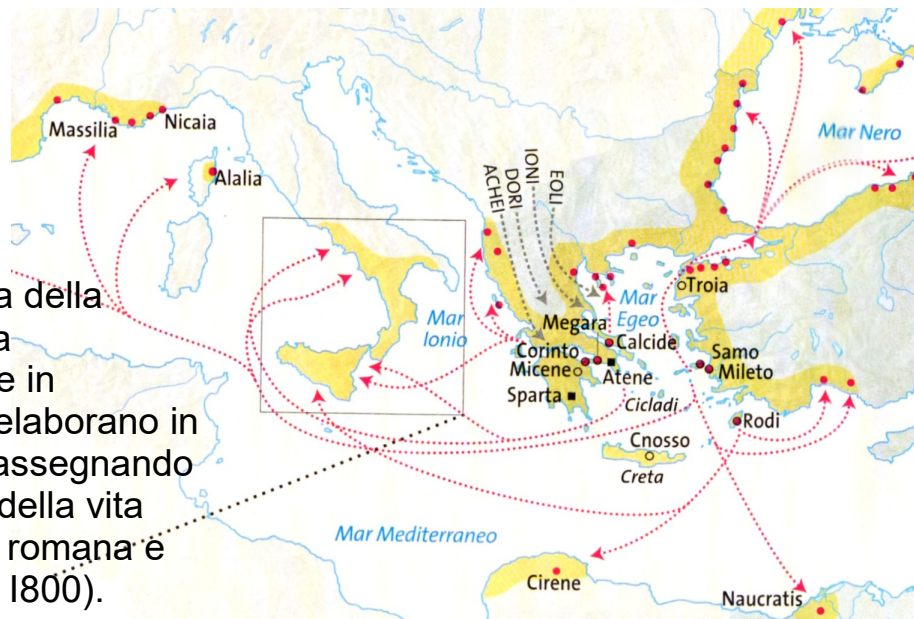 Massilia
Nicaia
Alalia
ACHEI
DORI
IONI
EOLI
Mar Nero
Troia
Mar
Egeo
Mar
Ionio
Megara
Calcide
Corinto
Micene
Atene
Samo
Mileto
Sparta
Cicladi
Rodi
Cnosso
Creta
Mar Mediterraneo
Cirene
Naucratis
a della
a
e in
elaborano in
assegnando
della vita
romana e
l800).